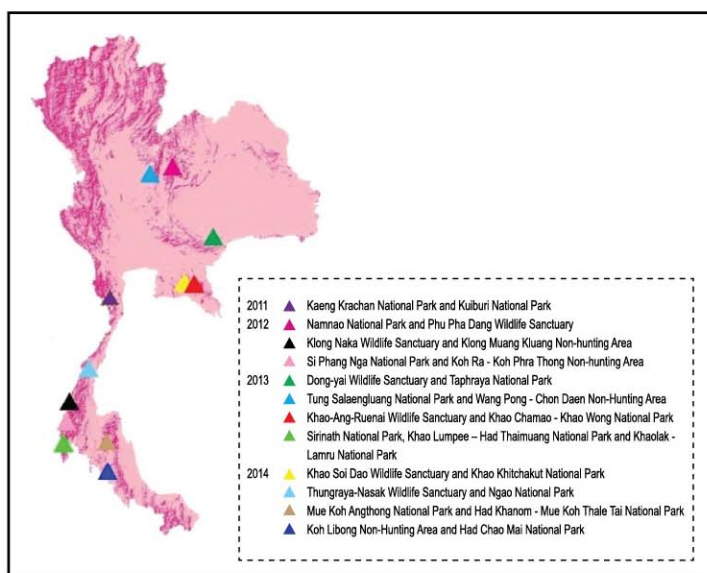 2011 Kaeng Krachan National Park and Kuiburi National Park
2012 Namnao National Park and Phu Pha Dang Wildlife Sanctuary
Klong Naka Wildlife Sanctuary and Klong Muang Kluang Non-hunting Area
Si Phang Nga National Park and Koh Ra - Koh Phra Thong Non-hunting Area
2013 Dong-yai Wildlife Sanctuary and Taphraya National Park
Tung Salaengluang National Park and Wang Pong - Chon Daen Non-Hunting Area
Khao-Ang-Ruenai Wildlife Sanctuary and Khao Chamao - Khao Wong National Park
Sirinath National Park, Khao Lumpee – Had Thaimuang National Park and Khaolak -
Lamru National Park
2014 Khao Soi Dao Wildlife Sanctuary and Khao Khitchakut National Park
Thungraya-Nasak Wildlife Sanctuary and Ngao National Park
Mue Koh Angthong National Park and Had Khanom - Mue Koh Thale Tai National Park
Koh Libong Non-Hunting Area and Had Chao Mai National Park